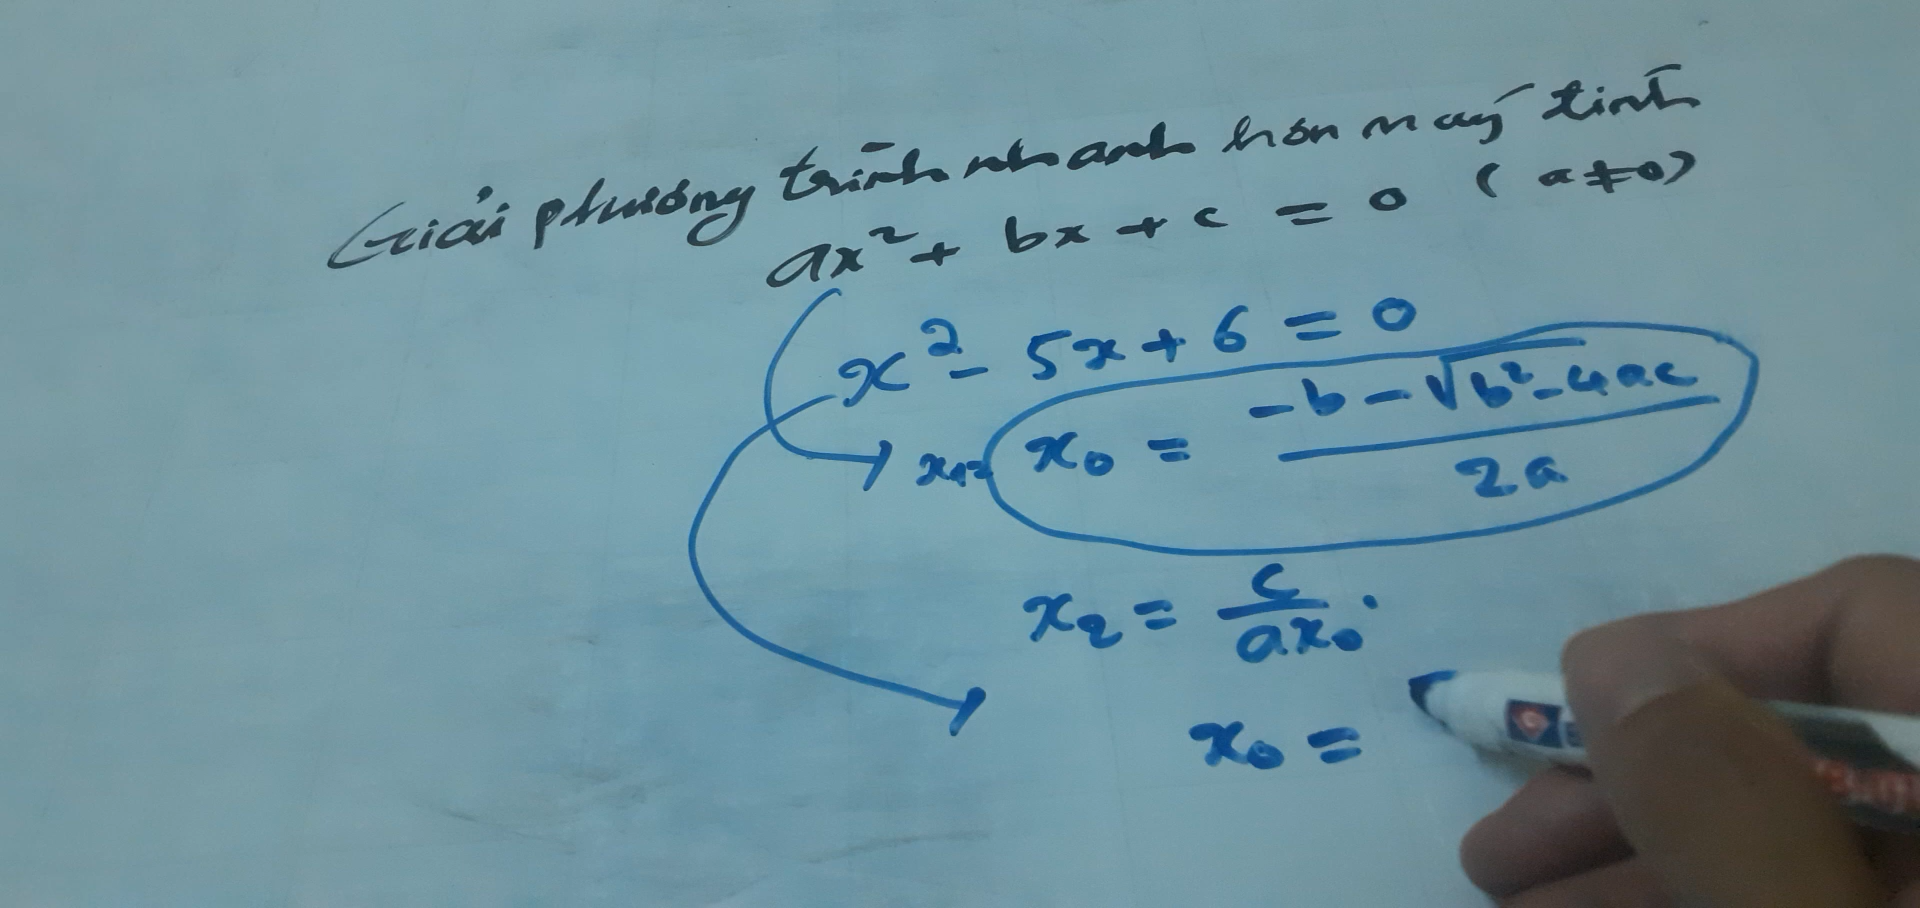 Giải phương trình nhanh hơn máy tính
ax² + bx + c = 0 (a ≠ 0)
x² - 5x + 6 = 0
x₁ = x₀ = (-b - √(b² - 4ac)) / 2a
x₂ = c / ax₀
x₀ =